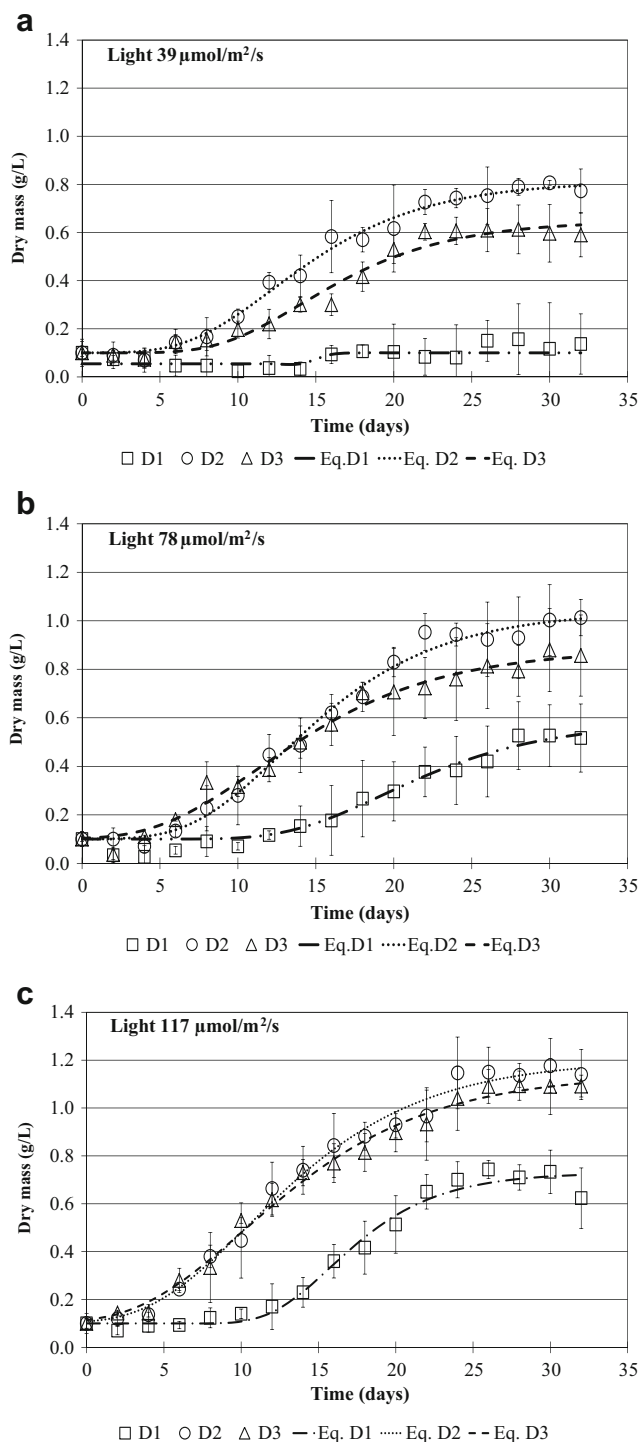 a
Light 39 µmol/m²/s
1.4
1.2
1.0
0.8
0.6
0.4
0.2
0.0
Dry mass (g/L)
0 5 10 15 20 25 30 35
Time (days)
D1 D2 D3 Eq.D1 Eq. D2 Eq. D3
b
Light 78 µmol/m²/s
1.4
1.2
1.0
0.8
0.6
0.4
0.2
0.0
Dry mass (g/L)
0 5 10 15 20 25 30 35
Time (days)
D1 D2 D3 Eq.D1 Eq.D2 Eq.D3
c
Light 117 µmol/m²/s
1.4
1.2
1.0
0.8
0.6
0.4
0.2
0.0
Dry mass (g/L)
0 5 10 15 20 25 30 35
Time (days)
D1 D2 D3 Eq. D1 Eq. D2 Eq. D3